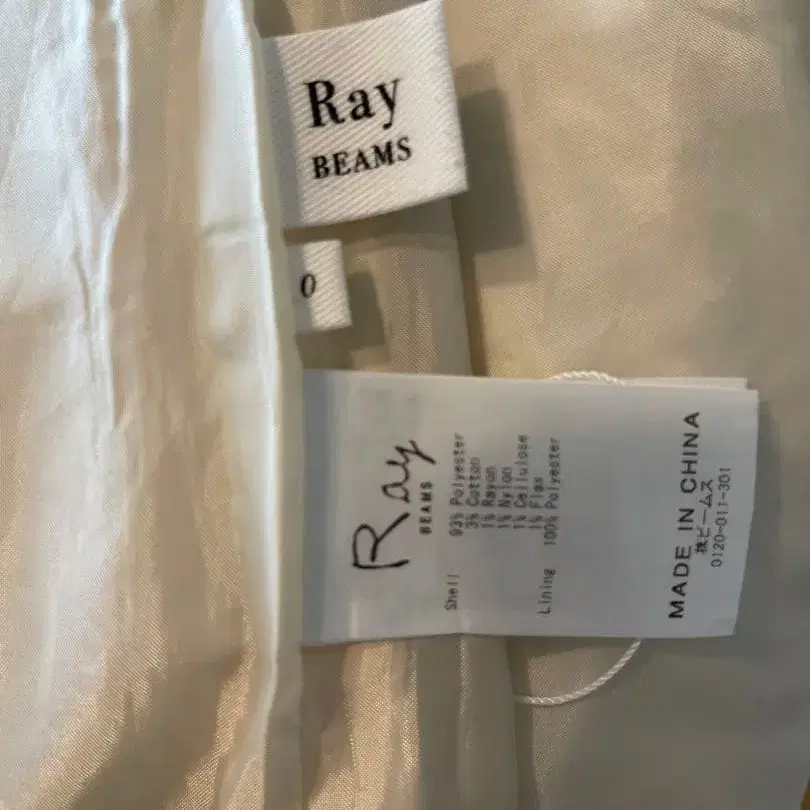 Ray
BEAMS
0
Ray
BEAMS
Shell 93% Polyester
3% Cotton
1% Rayon
1% Nylon
1% Cellulose
1% Flax
Lining 100% Polyester
MADE IN CHINA
㈱ビームス
0120-011-301